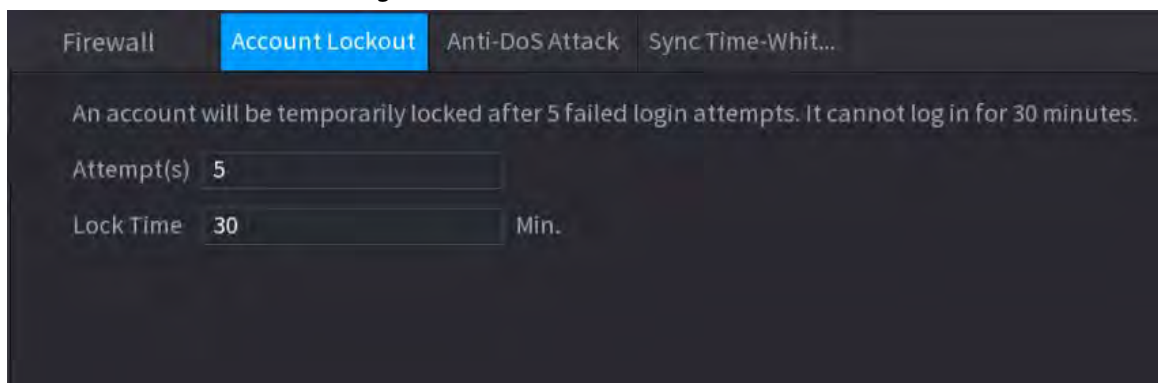 Firewall Account Lockout Anti-DoS Attack Sync Time-Whit...
An account will be temporarily locked after 5 failed login attempts. It cannot log in for 30 minutes.
Attempt(s) 5
Lock Time 30 Min.